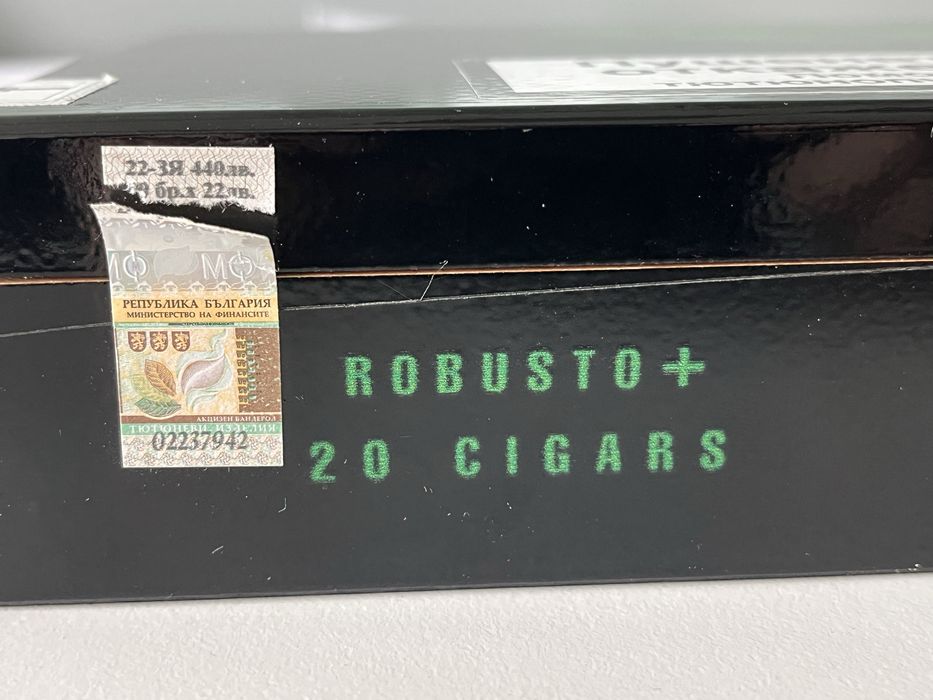 22-3Я 440лв.
бр.х 22лв.
МФ
РЕПУБЛИКА БЪЛГАРИЯ
МИНИСТЕРСТВО НА ФИНАНСИТЕ
АКЦИЗЕН БАНДЕРОЛ
ТЮТЮНЕВИ ИЗДЕЛИЯ
02237942
ROBUSTO+
20 CIGARS